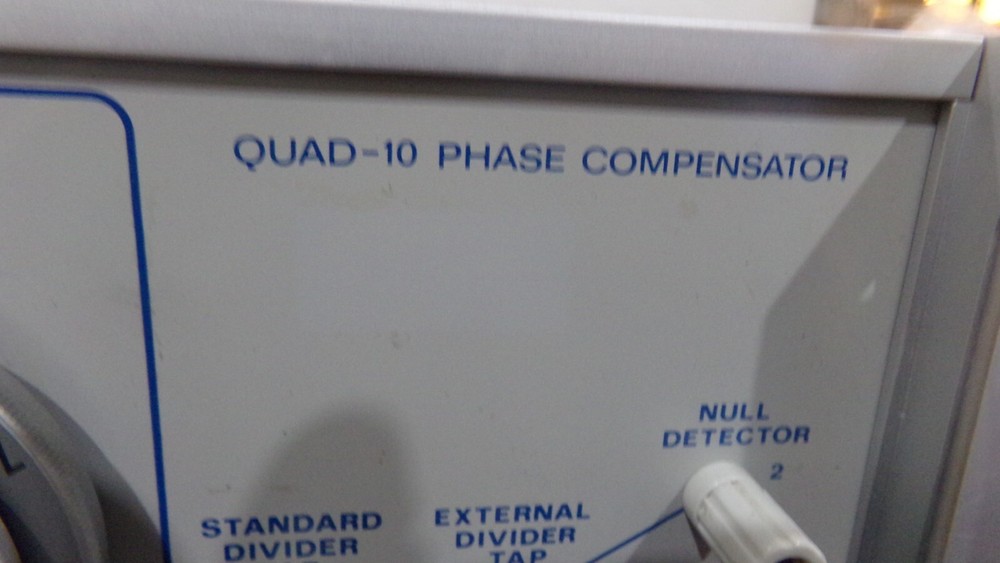 QUAD-10 PHASE COMPENSATOR
NULL
DETECTOR
2
STANDARD
DIVIDER
EXTERNAL
DIVIDER
TAP
L